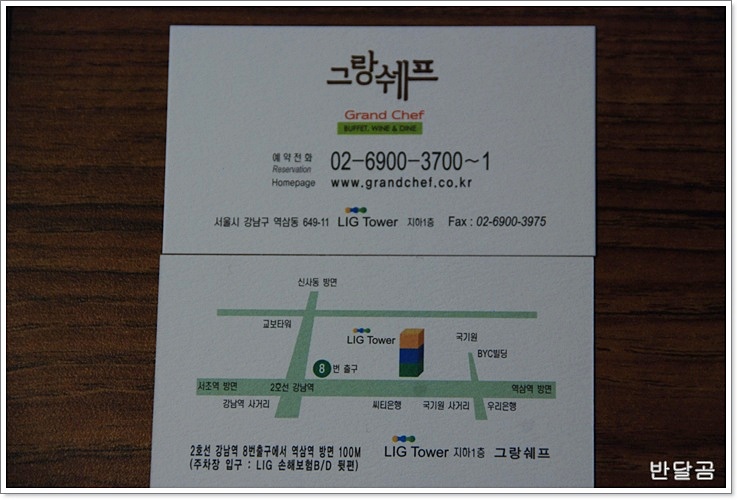 그랑쉐프
Grand Chef
BUFFET, WINE & DINE
예약전화 02-6900-3700~1
Reservation
Homepage www.grandchef.co.kr
서울시 강남구 역삼동 649-11 LIG Tower 지하1층 Fax : 02-6900-3975
신사동 방면
교보타워
LIG Tower
국기원
BYC빌딩
8번 출구
서초역 방면
2호선 강남역
역삼역 방면
강남역 사거리
씨티은행
국기원 사거리
우리은행
2호선 강남역 8번출구에서 역삼역 방면 100M
(주차장 입구 : LIG 손해보험B/D 뒷편)
LIG Tower 지하1층 그랑쉐프
반달곰